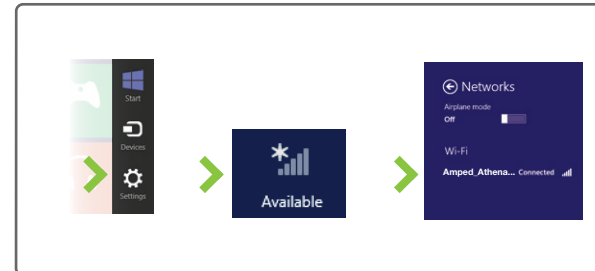 Start
Devices
Settings
Available
Networks
Airplane mode
Off
Wi-Fi
Amped_Athena... Connected